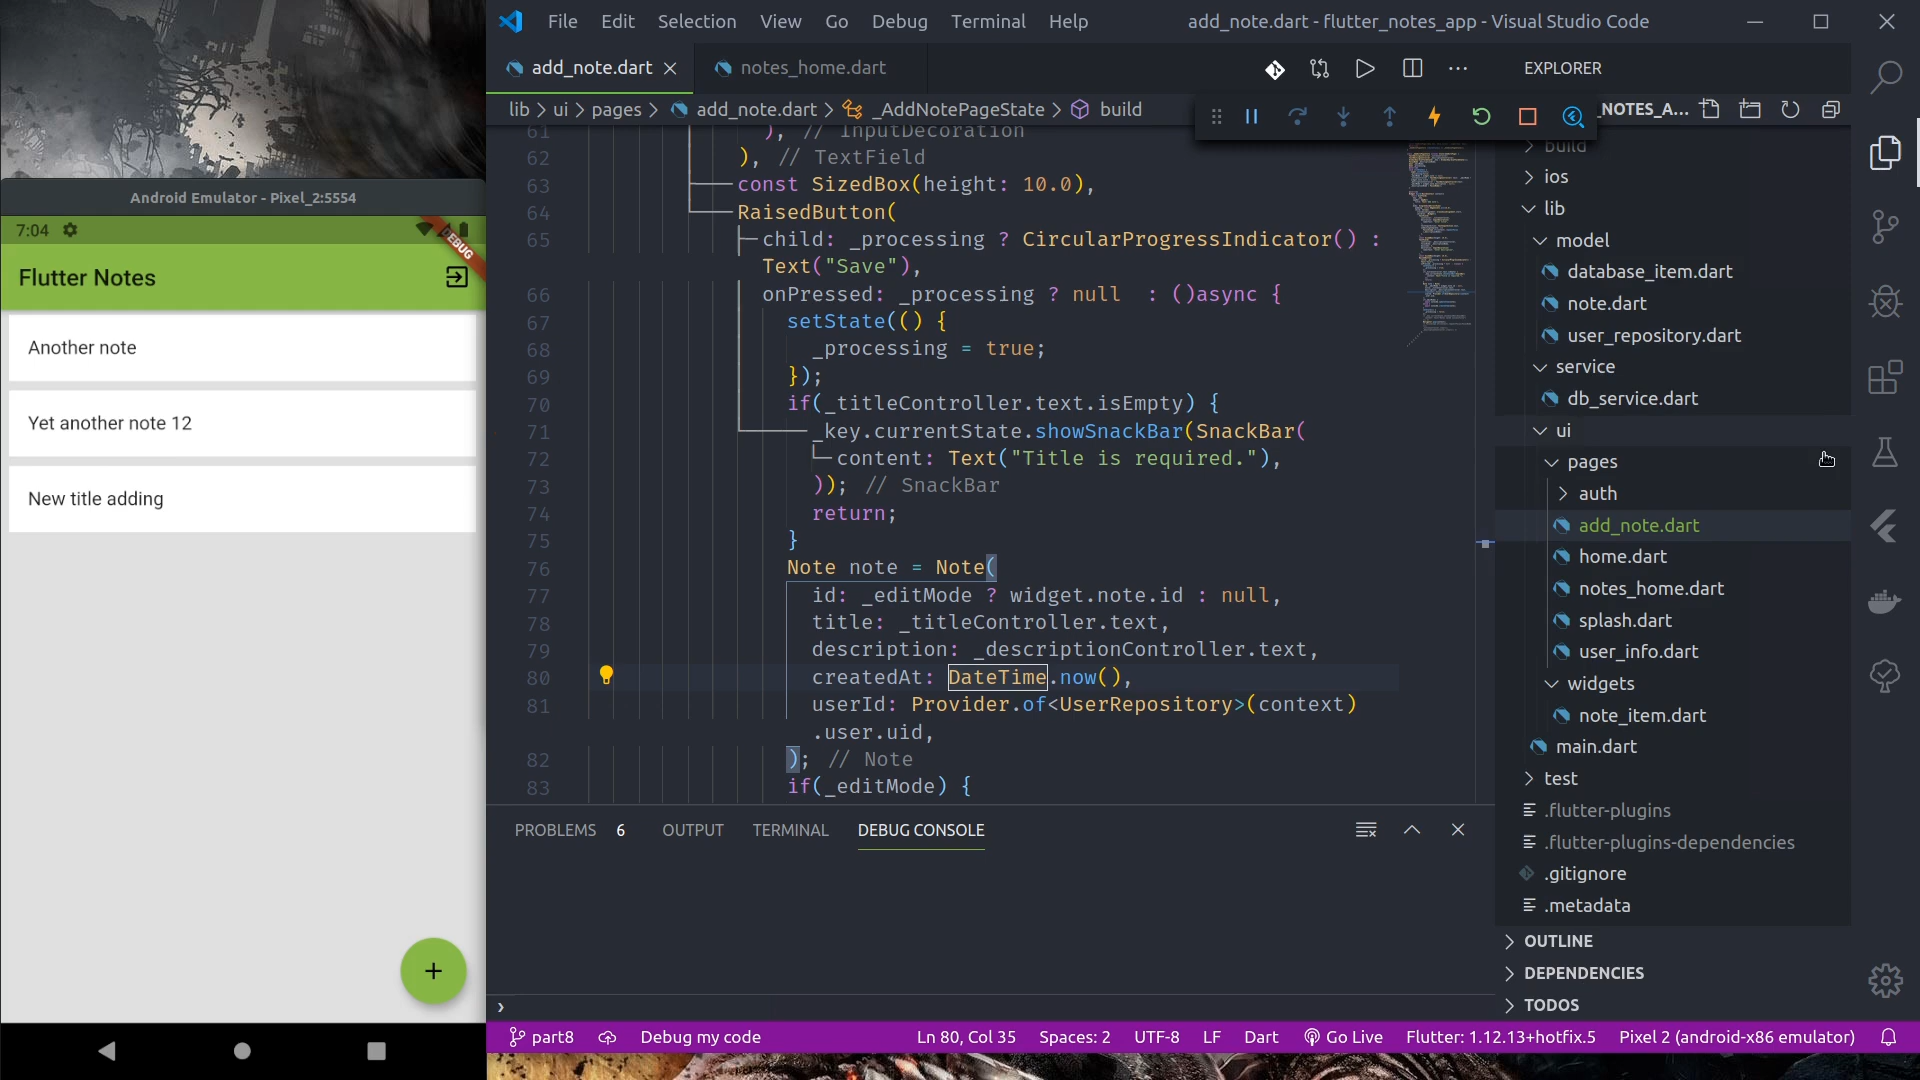 Android Emulator - Pixel_2:5554
7:04
DEBUG
Flutter Notes
Another note
Yet another note 12
New title adding
+
File Edit Selection View Go Debug Terminal Help
add_note.dart - flutter_notes_app - Visual Studio Code
add_note.dart
notes_home.dart
lib > ui > pages > add_note.dart > _AddNotePageState > build
61 ), // InputDecoration
62 ), // TextField
63 const SizedBox(height: 10.0),
64 RaisedButton(
65 child: _processing ? CircularProgressIndicator() :
Text("Save"),
66 onPressed: _processing ? null  : ()async {
67 setState(() {
68 _processing = true;
69 });
70 if(_titleController.text.isEmpty) {
71 _key.currentState.showSnackBar(SnackBar(
72 content: Text("Title is required."),
73 )); // SnackBar
74 return;
75 }
76 Note note = Note(
77 id: _editMode ? widget.note.id : null,
78 title: _titleController.text,
79 description: _descriptionController.text,
80 createdAt: DateTime.now(),
81 userId: Provider.of<UserRepository>(context)
.user.uid,
82 ); // Note
83 if(_editMode) {
PROBLEMS 6 OUTPUT TERMINAL DEBUG CONSOLE
EXPLORER
_NOTES_A...
build
ios
lib
model
database_item.dart
note.dart
user_repository.dart
service
db_service.dart
ui
pages
auth
add_note.dart
home.dart
notes_home.dart
splash.dart
user_info.dart
widgets
note_item.dart
main.dart
test
.flutter-plugins
.flutter-plugins-dependencies
.gitignore
.metadata
OUTLINE
DEPENDENCIES
TODOS
part8 Debug my code Ln 80, Col 35 Spaces: 2 UTF-8 LF Dart Go Live Flutter: 1.12.13+hotfix.5 Pixel 2 (android-x86 emulator)